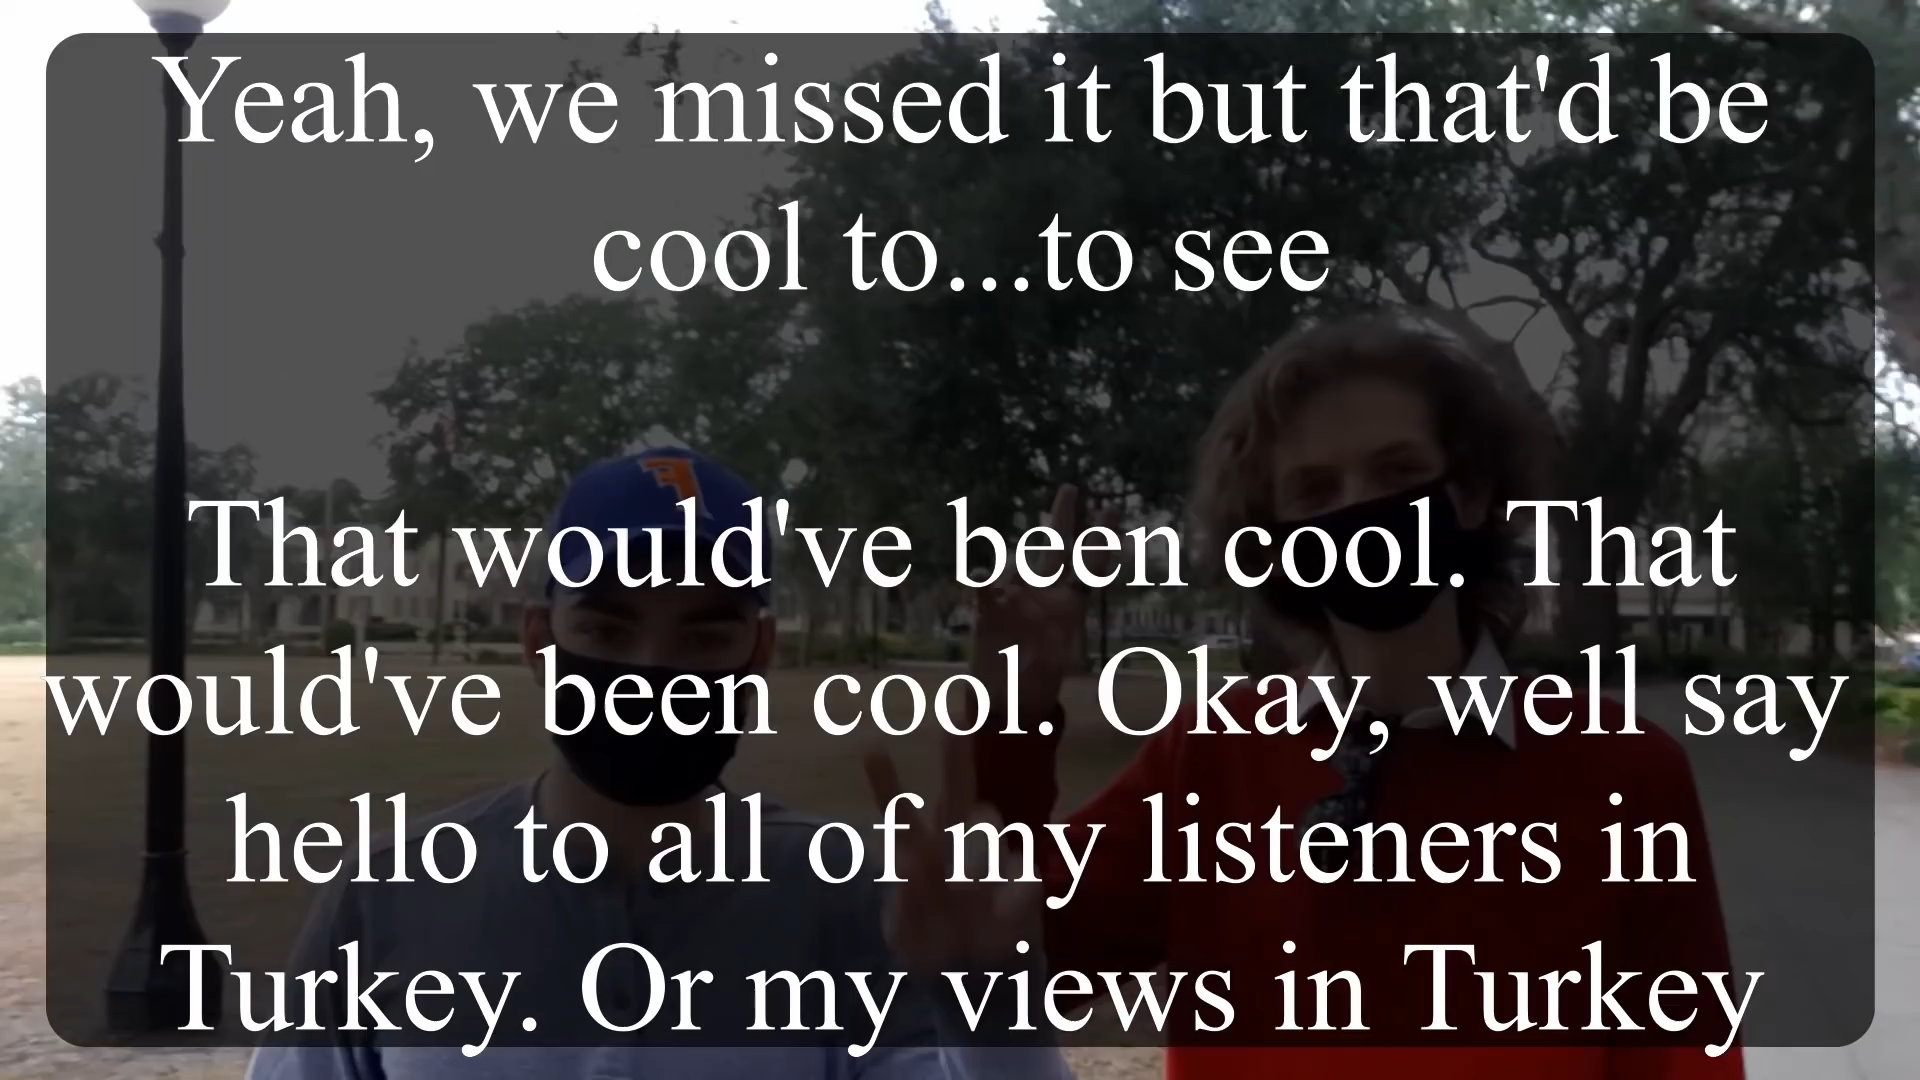 Yeah, we missed it but that'd be
cool to...to see
That would've been cool. That
would've been cool. Okay, well say
hello to all of my listeners in
Turkey. Or my views in Turkey